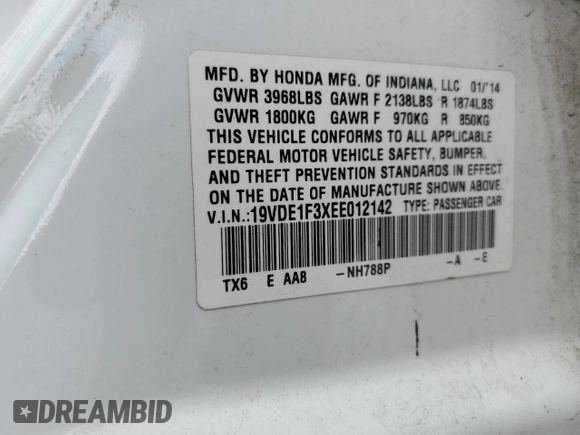 MFD. BY HONDA MFG. OF INDIANA, LLC 01/'14
GVWR 3968LBS GAWR F 2138LBS R 1874LBS
GVWR 1800KG GAWR F 970KG R 850KG
THIS VEHICLE CONFORMS TO ALL APPLICABLE
FEDERAL MOTOR VEHICLE SAFETY, BUMPER,
AND THEFT PREVENTION STANDARDS IN EFFECT
ON THE DATE OF MANUFACTURE SHOWN ABOVE.
V.I.N.:19VDE1F3XEE012142 TYPE: PASSENGER CAR
TX6 E AA8 -NH788P -A -E
DREAMBID